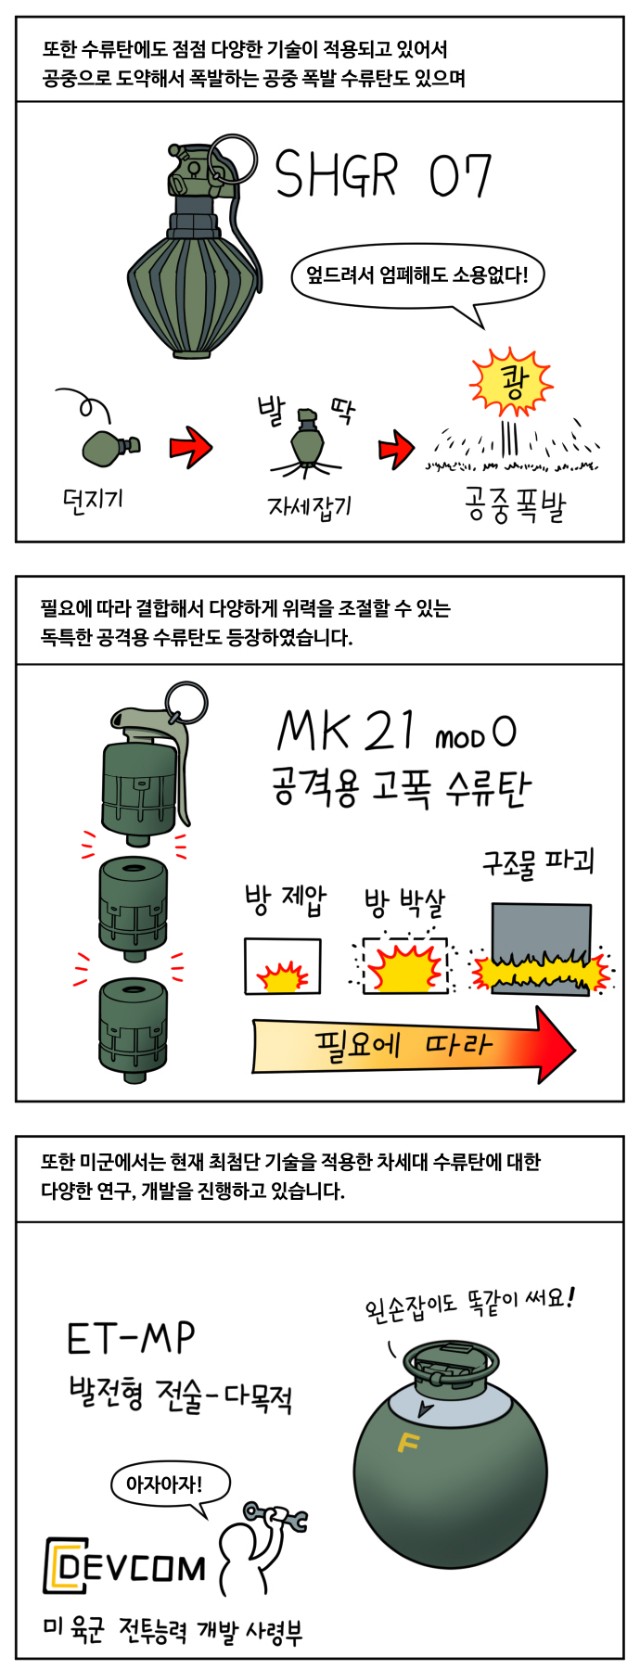 또한 수류탄에도 점점 다양한 기술이 적용되고 있어서
공중으로 도약해서 폭발하는 공중 폭발 수류탄도 있으며
SHGR 07
엎드려서 엄폐해도 소용없다!
쾅
발 딱
던지기
자세잡기
공중폭발
필요에 따라 결합해서 다양하게 위력을 조절할 수 있는
독특한 공격용 수류탄도 등장하였습니다.
MK 21 MOD 0
공격용 고폭 수류탄
방 제압
방 박살
구조물 파괴
필요에 따라
또한 미군에서는 현재 최첨단 기술을 적용한 차세대 수류탄에 대한
다양한 연구, 개발을 진행하고 있습니다.
왼손잡이도 똑같이 써요!
ET-MP
발전형 전술-다목적
F
아자아자!
DEVCOM
미 육군 전투능력 개발 사령부